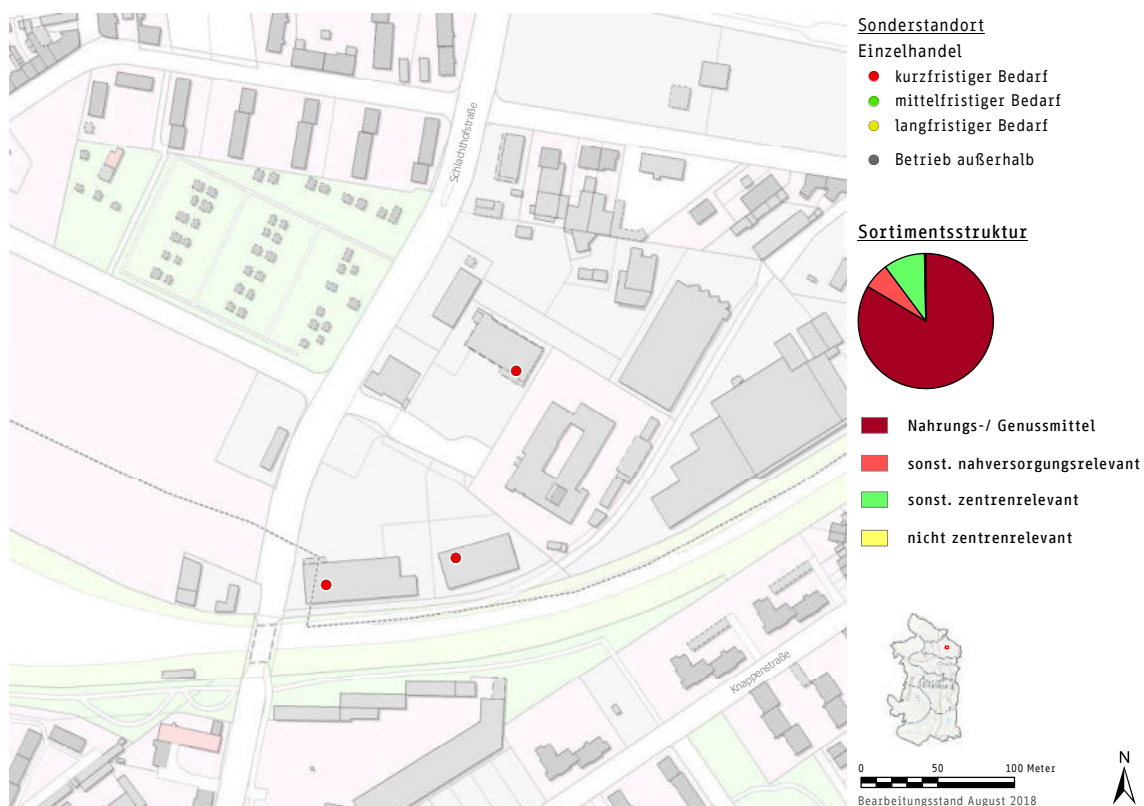 Sonderstandort
Einzelhandel
kurzfristiger Bedarf
mittelfristiger Bedarf
langfristiger Bedarf
Betrieb außerhalb
Schlachthofstraße
Sortimentsstruktur
Nahrungs-/ Genussmittel
sonst. nahversorgungsrelevant
sonst. zentrenrelevant
nicht zentrenrelevant
Knappenstraße
0 50 100 Meter
N
Bearbeitungsstand August 2018